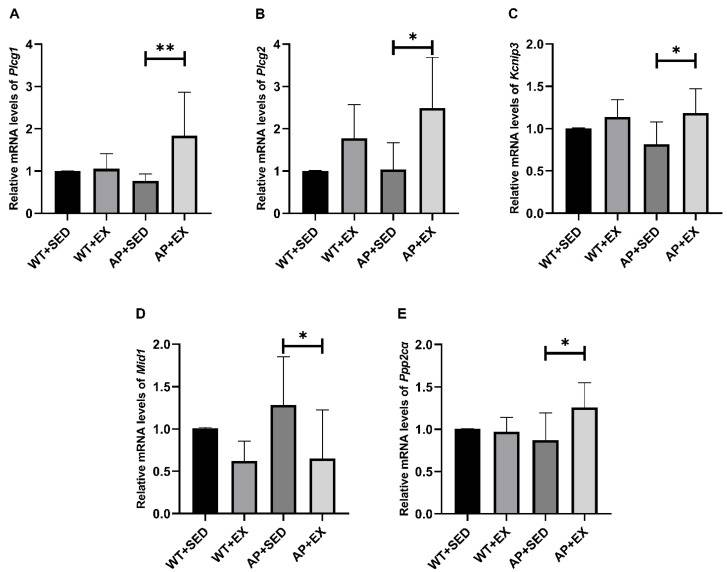 A
Relative mRNA levels of Plcg1
4
3
2
1
0
**
WT+SED
WT+EX
AP+SED
AP+EX
B
Relative mRNA levels of Plcg2
4
3
2
1
0
*
WT+SED
WT+EX
AP+SED
AP+EX
C
Relative mRNA levels of Kcnip3
2.0
1.5
1.0
0.5
0.0
*
WT+SED
WT+EX
AP+SED
AP+EX
D
Relative mRNA levels of Mid1
2.0
1.5
1.0
0.5
0.0
*
WT+SED
WT+EX
AP+SED
AP+EX
E
Relative mRNA levels of Ppp2cα
2.0
1.5
1.0
0.5
0.0
*
WT+SED
WT+EX
AP+SED
AP+EX